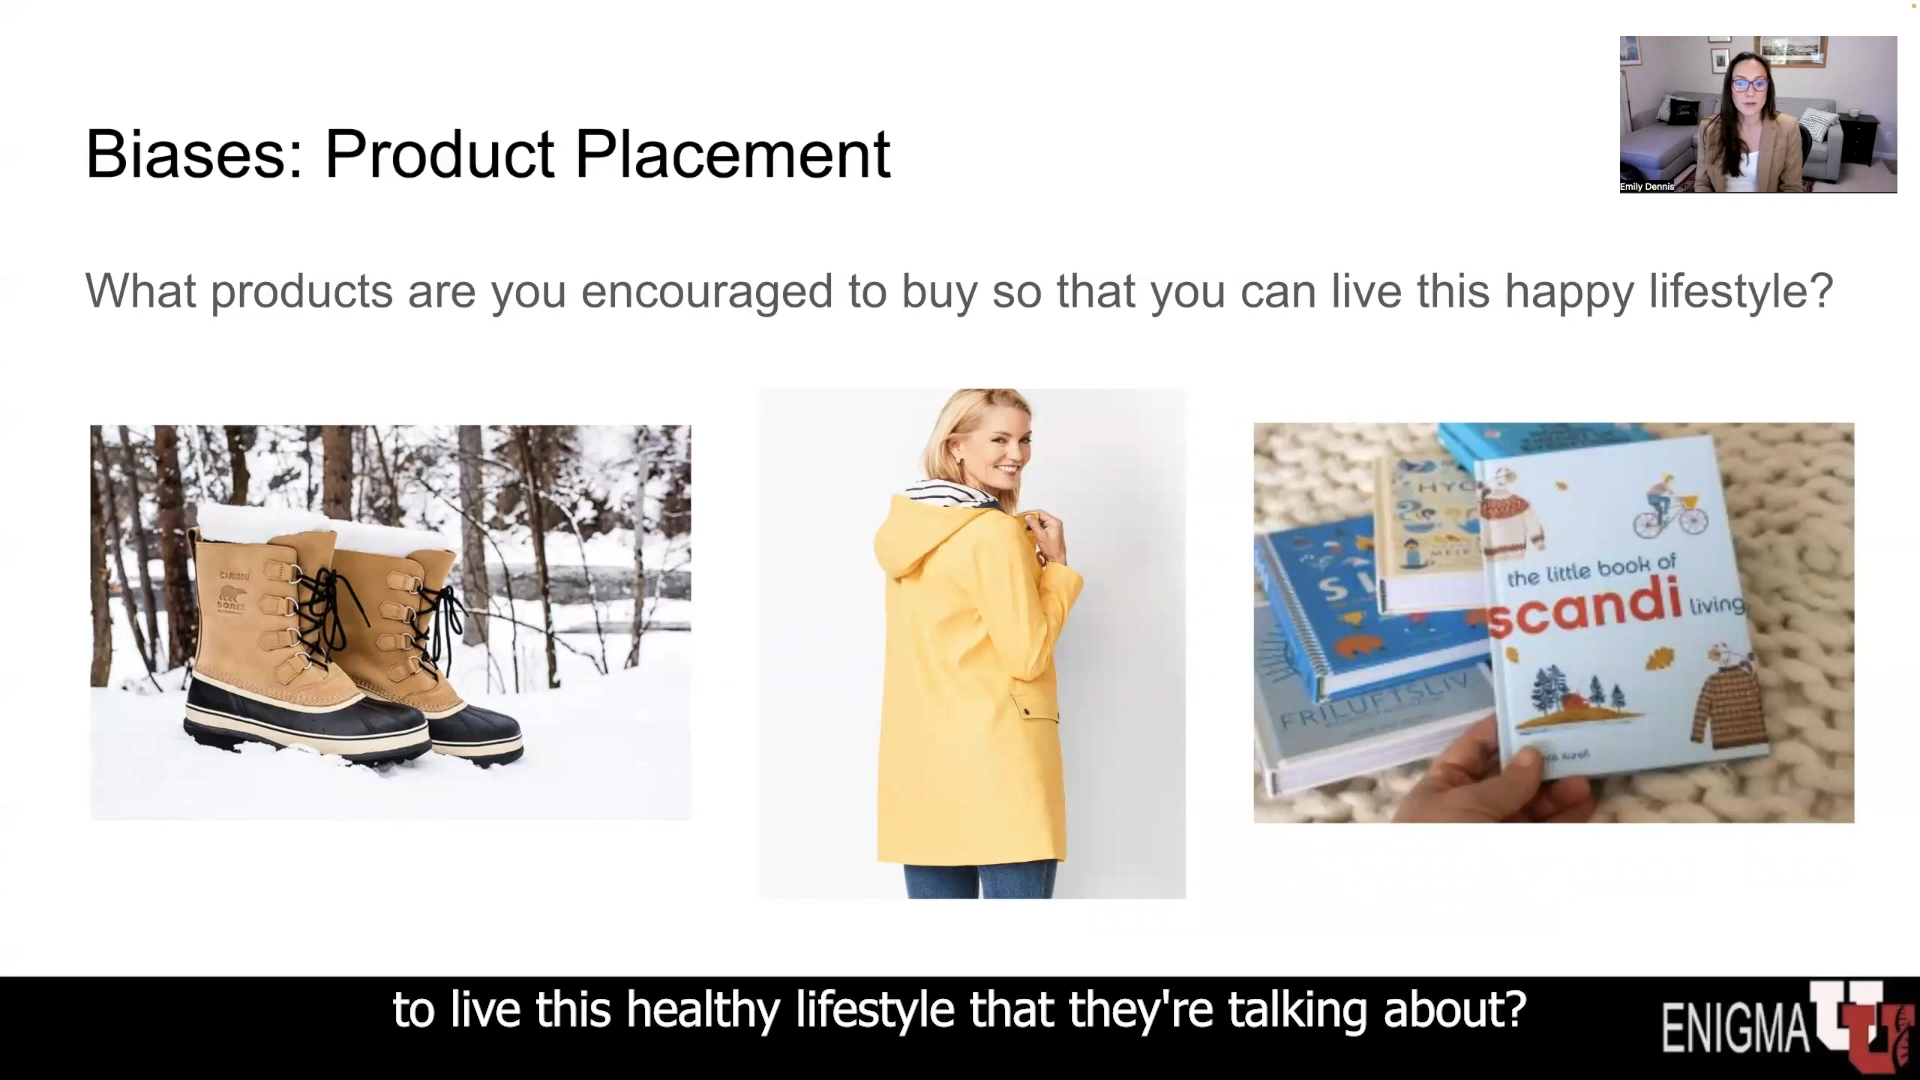 Biases: Product Placement
Emily Dennis
What products are you encouraged to buy so that you can live this happy lifestyle?
CARIBOU
SOREL
HYG
MEIK
the little book of
scandi living
FRILUFTSLIV
to live this healthy lifestyle that they're talking about?
ENIGMA
U